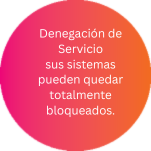 Denegación de
Servicio
sus sistemas
pueden quedar
totalmente
bloqueados.